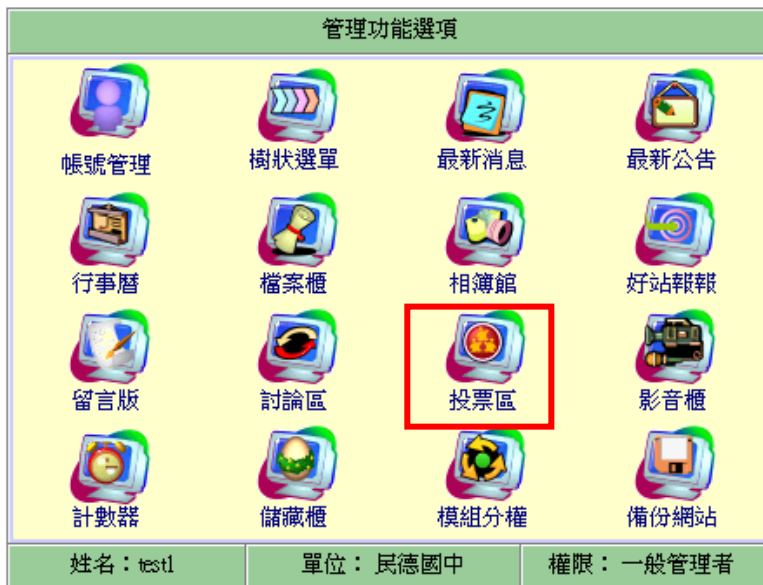 管理功能選項
帳號管理 樹狀選單 最新消息 最新公告
行事曆 檔案櫃 相簿館 好站報報
留言版 討論區 投票區 影音櫃
計數器 儲藏櫃 模組分權 備份網站
姓名：test1 單位： 民德國中 權限： 一般管理者